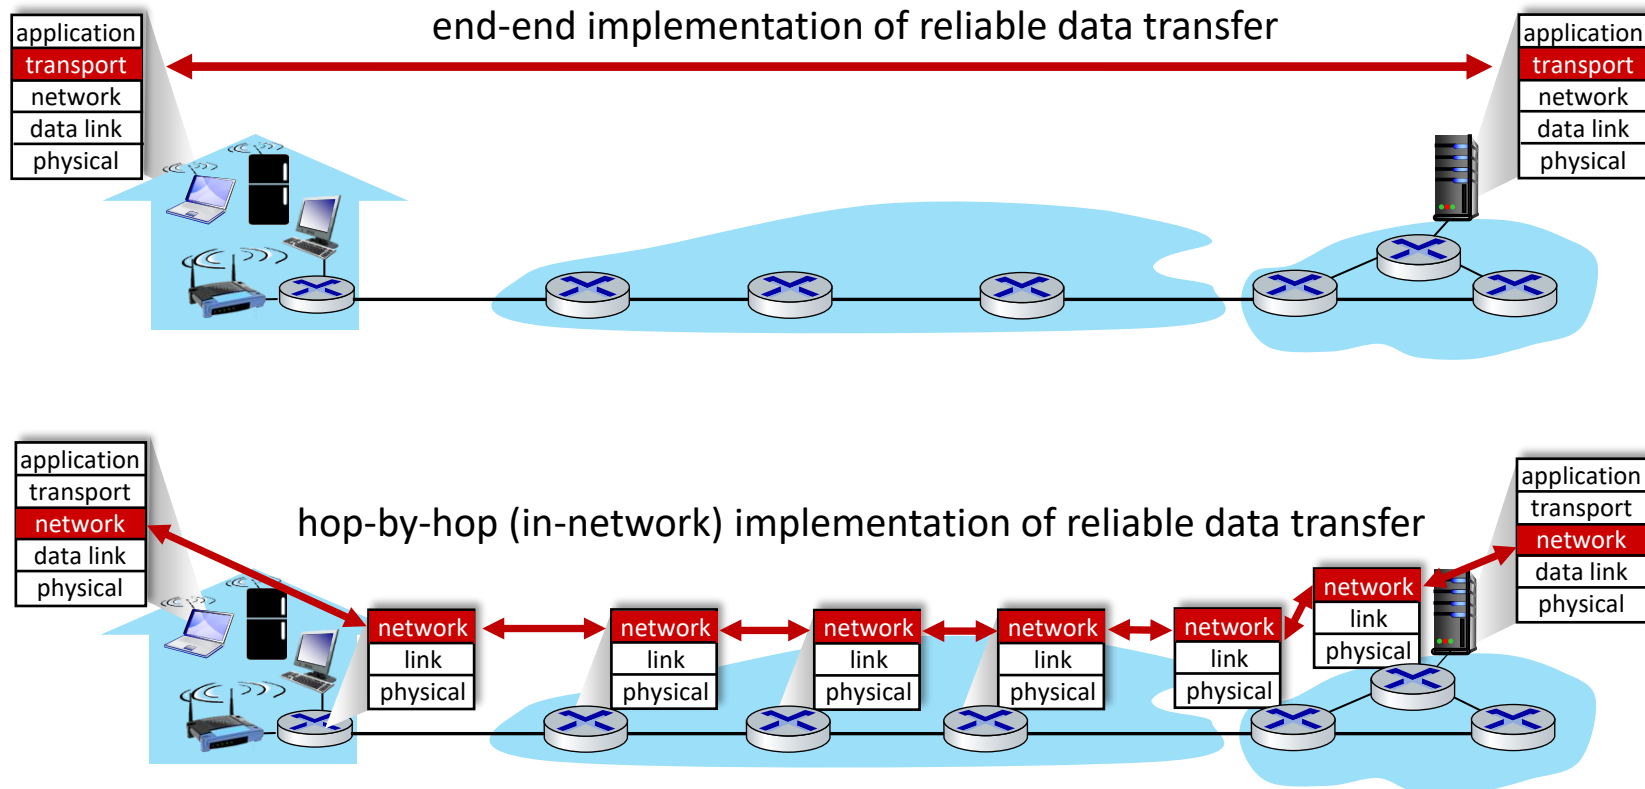 end-end implementation of reliable data transfer
application
transport
network
data link
physical
application
transport
network
data link
physical
hop-by-hop (in-network) implementation of reliable data transfer
application
transport
network
data link
physical
network
link
physical
network
link
physical
network
link
physical
network
link
physical
network
link
physical
network
link
physical
application
transport
network
data link
physical